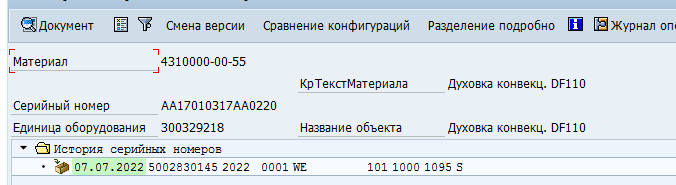 Документ Смена версии Сравнение конфигураций Разделение подробно Журнал опе
Материал 4310000-00-55
КрТекстМатериала Духовка конвекц. DF110
Серийный номер AA17010317AA0220
Единица оборудования 300329218 Название объекта Духовка конвекц. DF110
История серийных номеров
07.07.2022 5002830145 2022 0001 WE 101 1000 1095 S